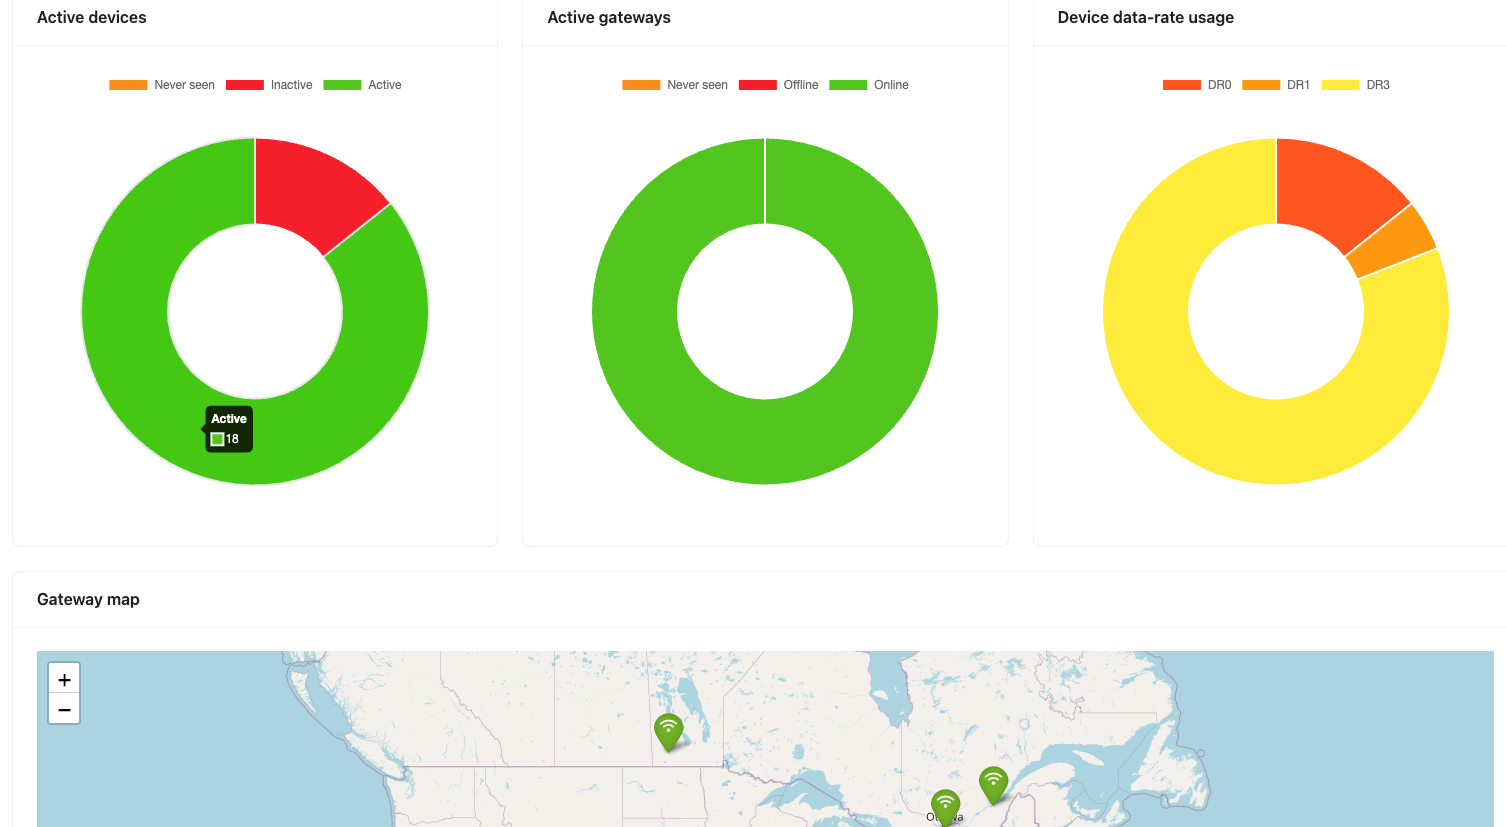 Active devices
Active gateways
Device data-rate usage
Never seen Inactive Active
Never seen Offline Online
DR0 DR1 DR3
Active
18
Gateway map
+
−